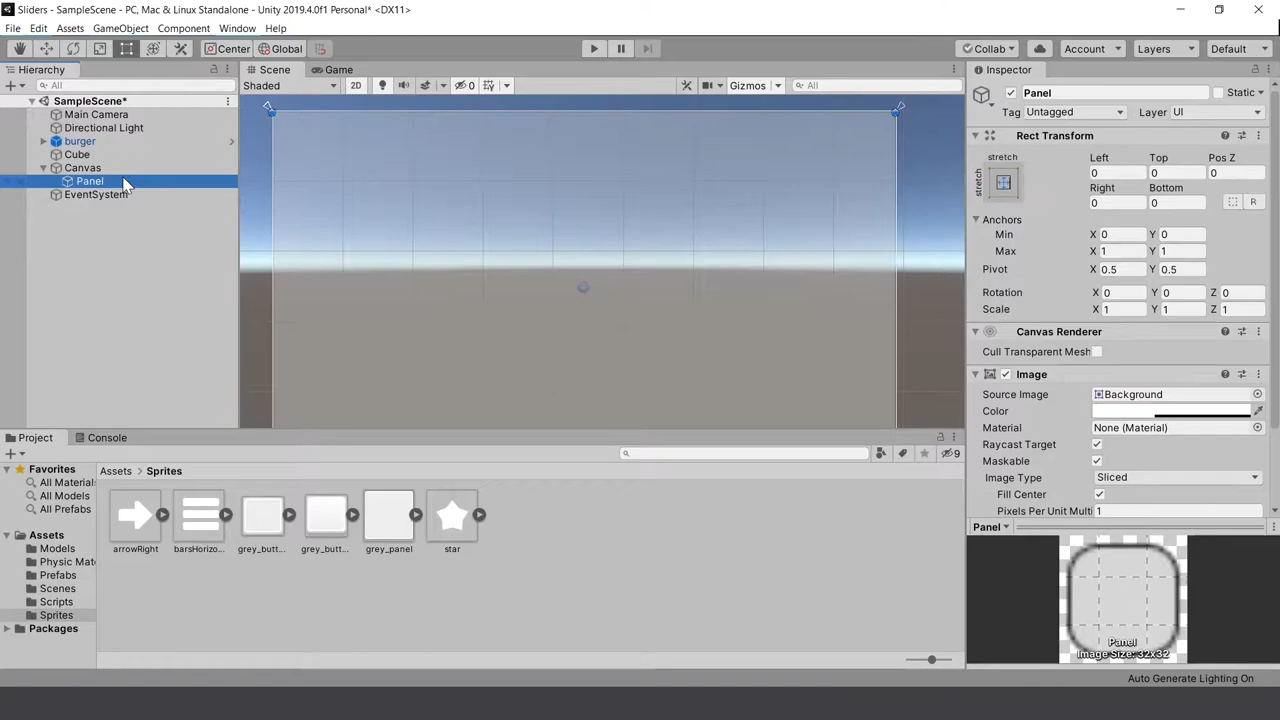 Sliders - SampleScene - PC, Mac & Linux Standalone - Unity 2019.4.0f1 Personal* <DX11>
File Edit Assets GameObject Component Window Help
Center Global Collab Account Layers Default
Hierarchy
All
SampleScene*
Main Camera
Directional Light
burger
Cube
Canvas
Panel
EventSystem
Scene Game
Shaded 2D 0 Gizmos All
Inspector
Panel Static
Tag Untagged Layer UI
Rect Transform
stretch
stretch
Left Top Pos Z
0 0 0
Right Bottom
0 0 R
Anchors
Min X 0 Y 0
Max X 1 Y 1
Pivot X 0.5 Y 0.5
Rotation X 0 Y 0 Z 0
Scale X 1 Y 1 Z 1
Canvas Renderer
Cull Transparent Mesh
Image
Source Image Background
Color
Material None (Material)
Raycast Target
Maskable
Image Type Sliced
Fill Center
Pixels Per Unit Multi 1
Panel
Panel
Image Size: 32x32
Project Console
9
Favorites
All Material
All Models
All Prefabs
Assets
Models
Physic Mat
Prefabs
Scenes
Scripts
Sprites
Packages
Assets > Sprites
arrowRight barsHorizo... grey_butt... grey_butt... grey_panel star
Auto Generate Lighting On